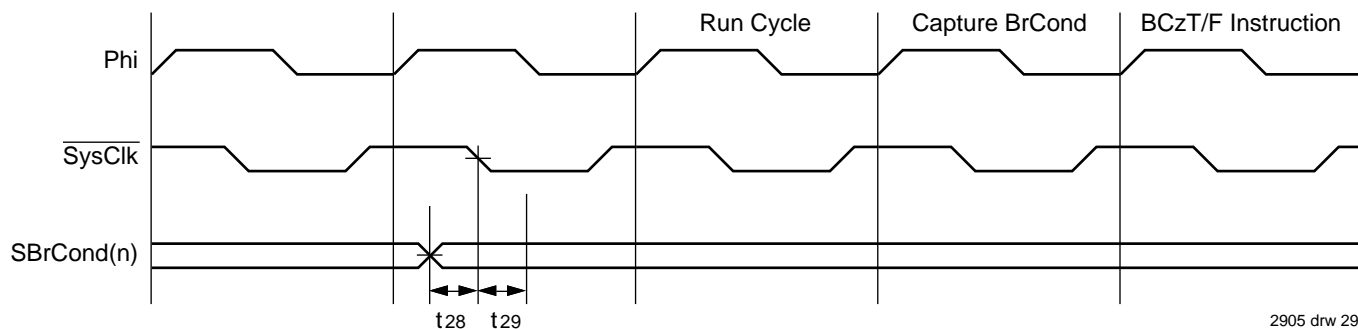 Run Cycle
Capture BrCond
BCzT/F Instruction
Phi
SysClk
SBrCond(n)
t28
t29
2905 drw 29